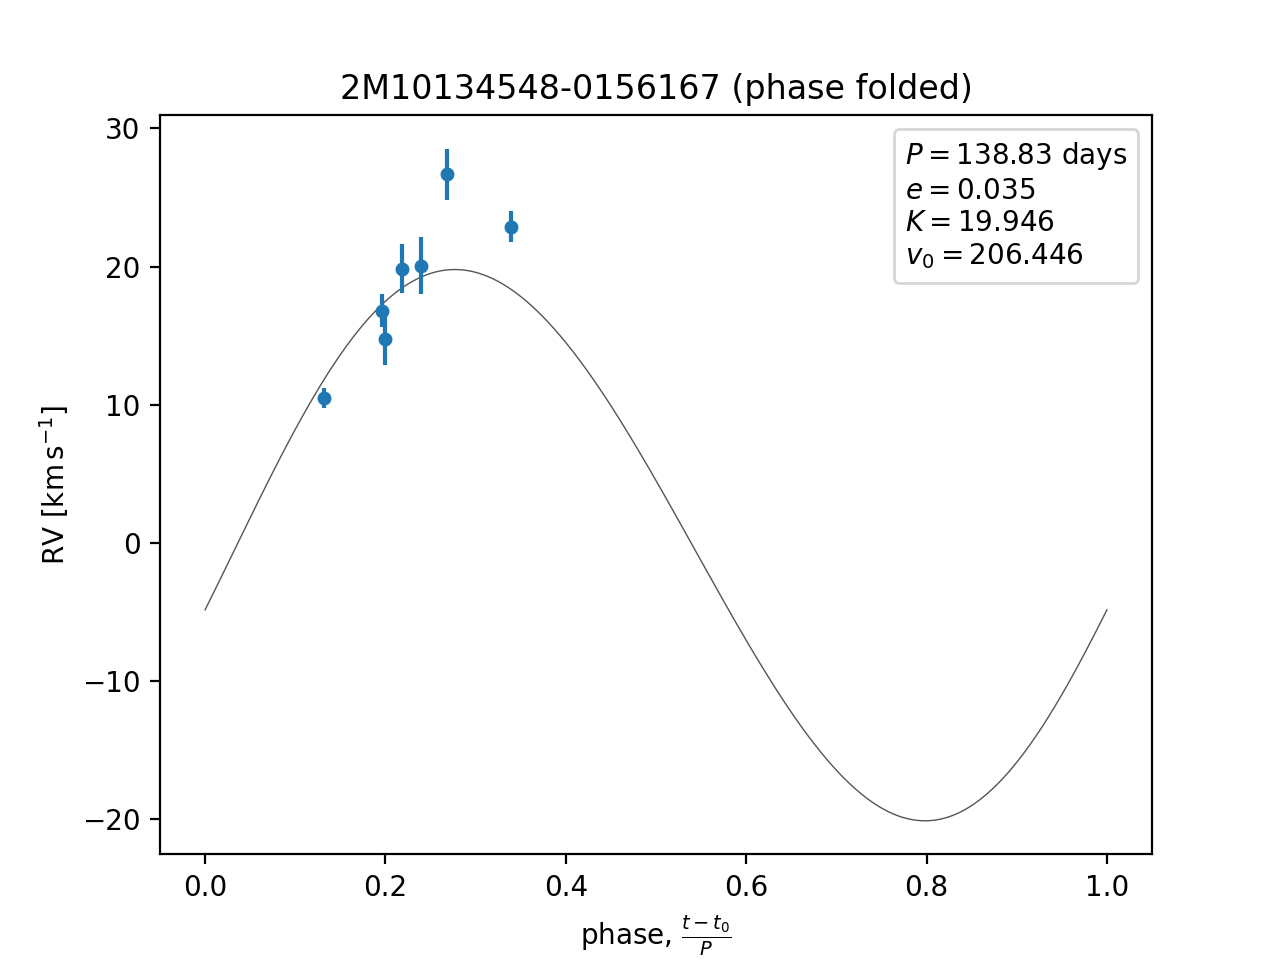 2M10134548-0156167 (phase folded)
P = 138.83 days
e = 0.035
K = 19.946
v₀ = 206.446
30
20
10
0
−10
−20
RV [km s⁻¹]
0.0 0.2 0.4 0.6 0.8 1.0
phase, (t − t₀)/P